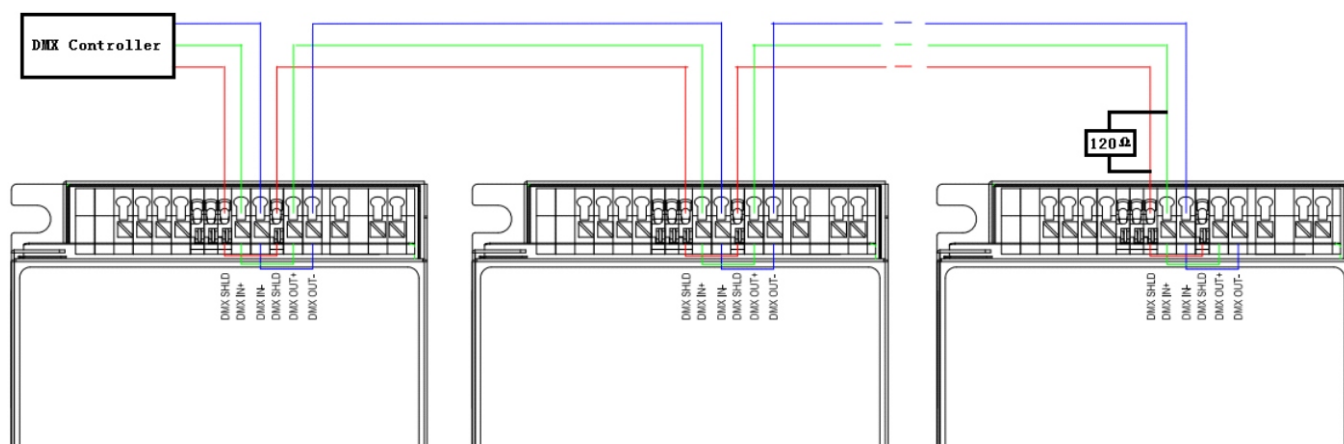 DMX Controller
120Ω
DMX SHLD
DMX IN+
DMX IN-
DMX SHLD
DMX OUT+
DMX OUT-
DMX SHLD
DMX IN+
DMX IN-
DMX SHLD
DMX OUT+
DMX OUT-
DMX SHLD
DMX IN+
DMX IN-
DMX SHLD
DMX OUT+
DMX OUT-